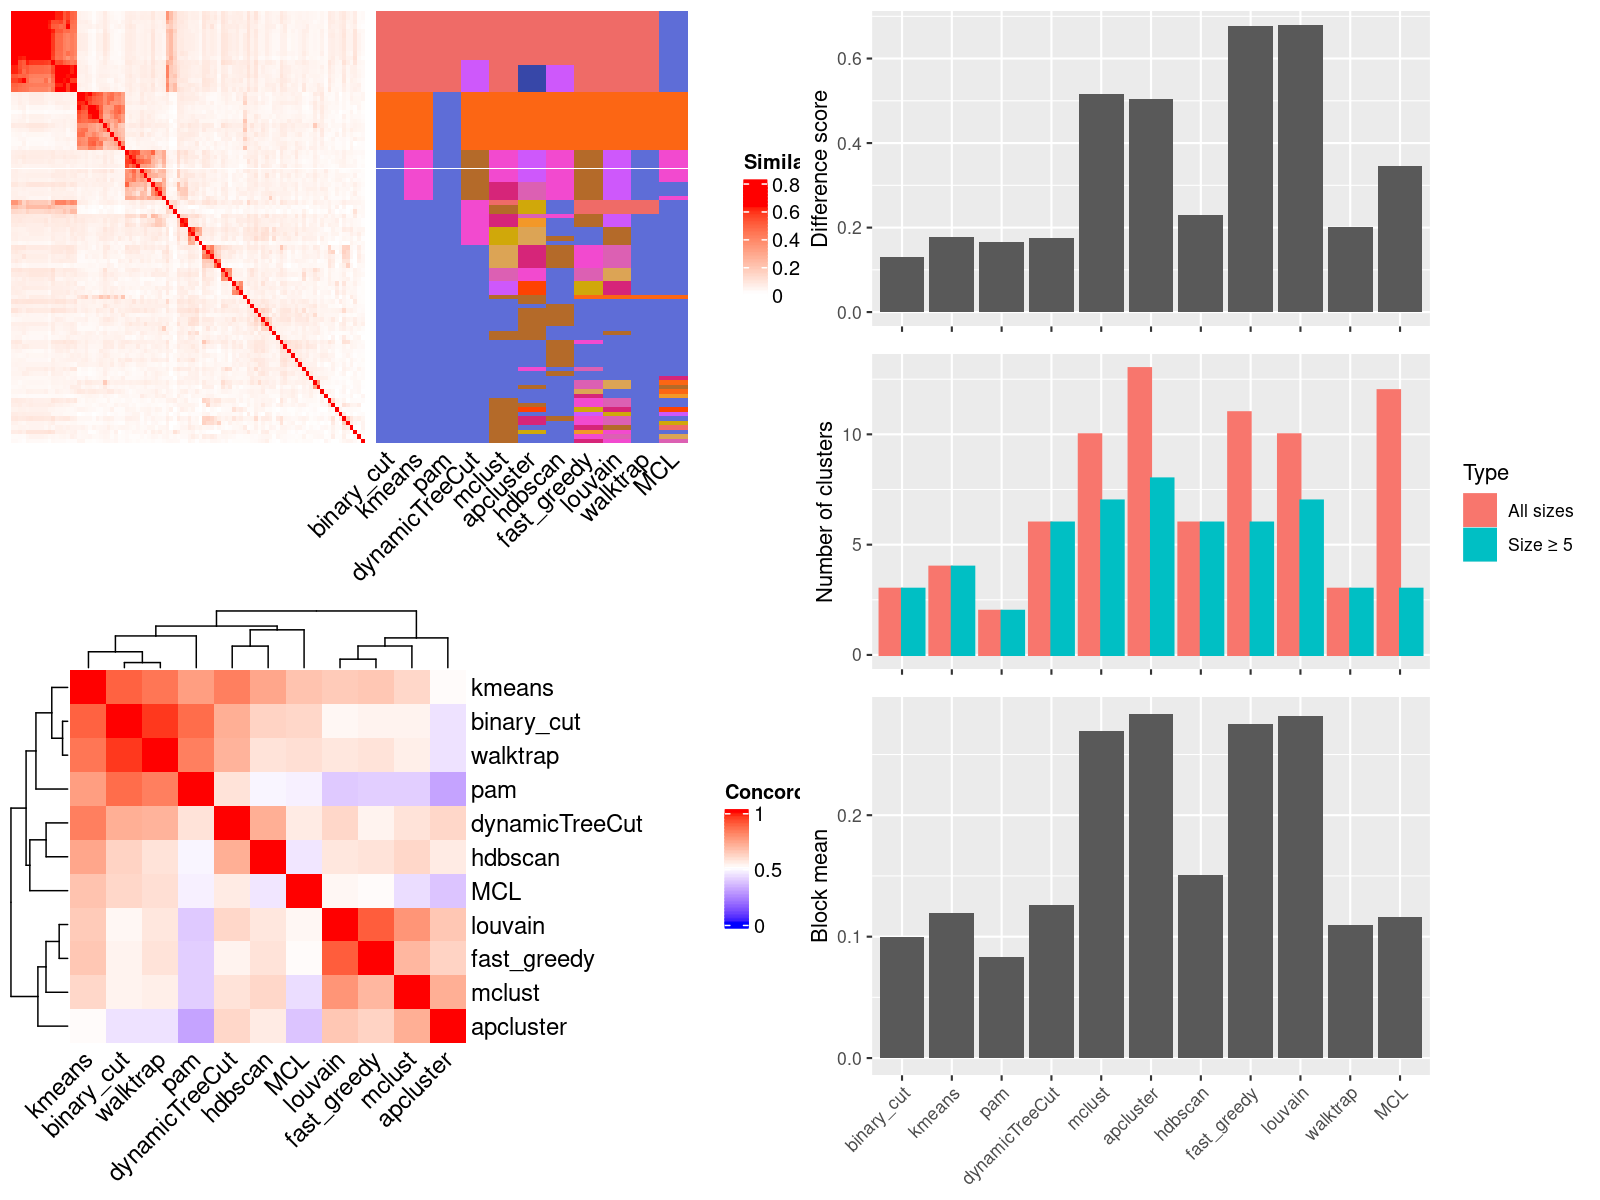 Simila
0.8
0.6
0.4
0.2
0
binary_cut
kmeans
pam
dynamicTreeCut
mclust
apcluster
hdbscan
fast_greedy
louvain
walktrap
MCL
Difference score
0.6
0.4
0.2
0.0
Number of clusters
10
5
0
Type
All sizes
Size ≥ 5
kmeans
binary_cut
walktrap
pam
dynamicTreeCut
hdbscan
MCL
louvain
fast_greedy
mclust
apcluster
kmeans
binary_cut
walktrap
pam
dynamicTreeCut
hdbscan
MCL
louvain
fast_greedy
mclust
apcluster
Concord
1
0.5
0
Block mean
0.2
0.1
0.0
binary_cut
kmeans
pam
dynamicTreeCut
mclust
apcluster
hdbscan
fast_greedy
louvain
walktrap
MCL